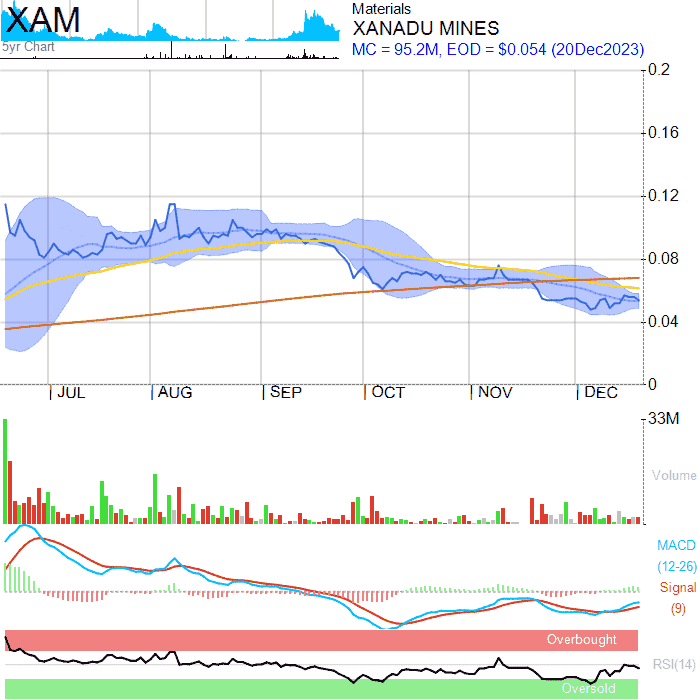 XAM
5yr Chart
Materials
XANADU MINES
MC = 95.2M, EOD = $0.054 (20Dec2023)
0.2
0.16
0.12
0.08
0.04
0
JUL AUG SEP OCT NOV DEC
33M
Volume
MACD
(12-26)
Signal
(9)
Overbought
RSI(14)
Oversold